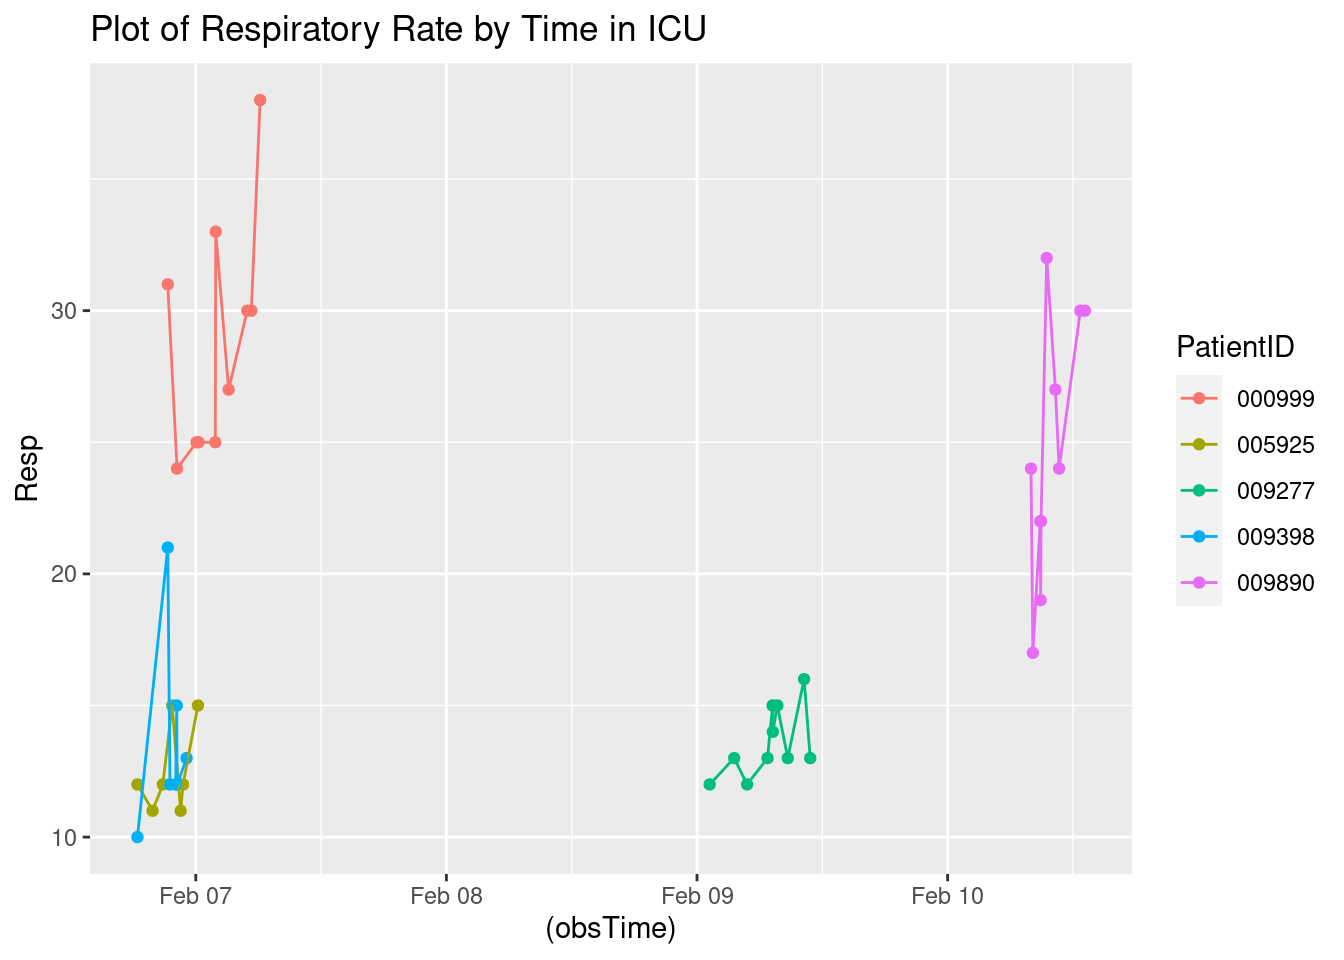 Plot of Respiratory Rate by Time in ICU
Resp
30
20
10
Feb 07
Feb 08
Feb 09
Feb 10
(obsTime)
PatientID
000999
005925
009277
009398
009890